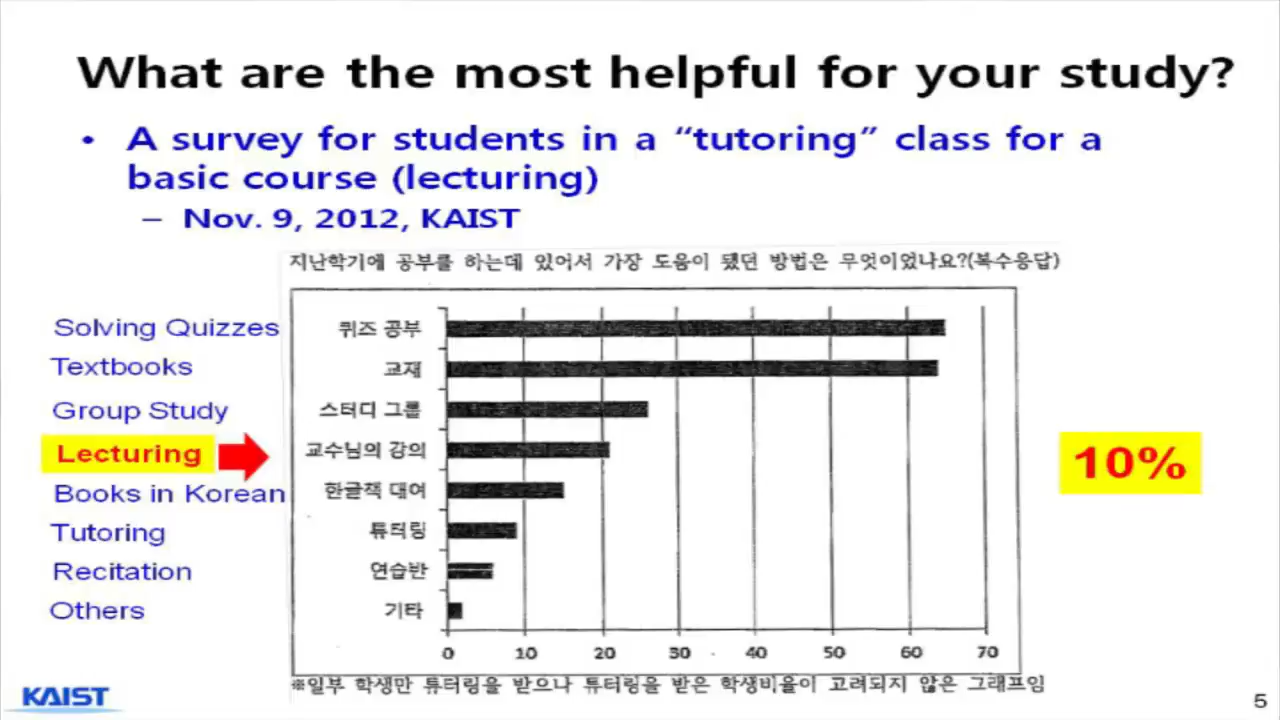 What are the most helpful for your study?
• A survey for students in a “tutoring” class for a
basic course (lecturing)
– Nov. 9, 2012, KAIST
지난학기에 공부를 하는데 있어서 가장 도움이 됐던 방법은 무엇이었나요?(복수응답)
Solving Quizzes 퀴즈 공부
Textbooks 교재
Group Study 스터디 그룹
Lecturing 교수님의 강의
10%
Books in Korean 한글책 대여
Tutoring 튜터링
Recitation 연습반
Others 기타
0 10 20 30 40 50 60 70
※일부 학생만 튜터링을 받으나 튜터링을 받은 학생비율이 고려되지 않은 그래프임
KAIST
5